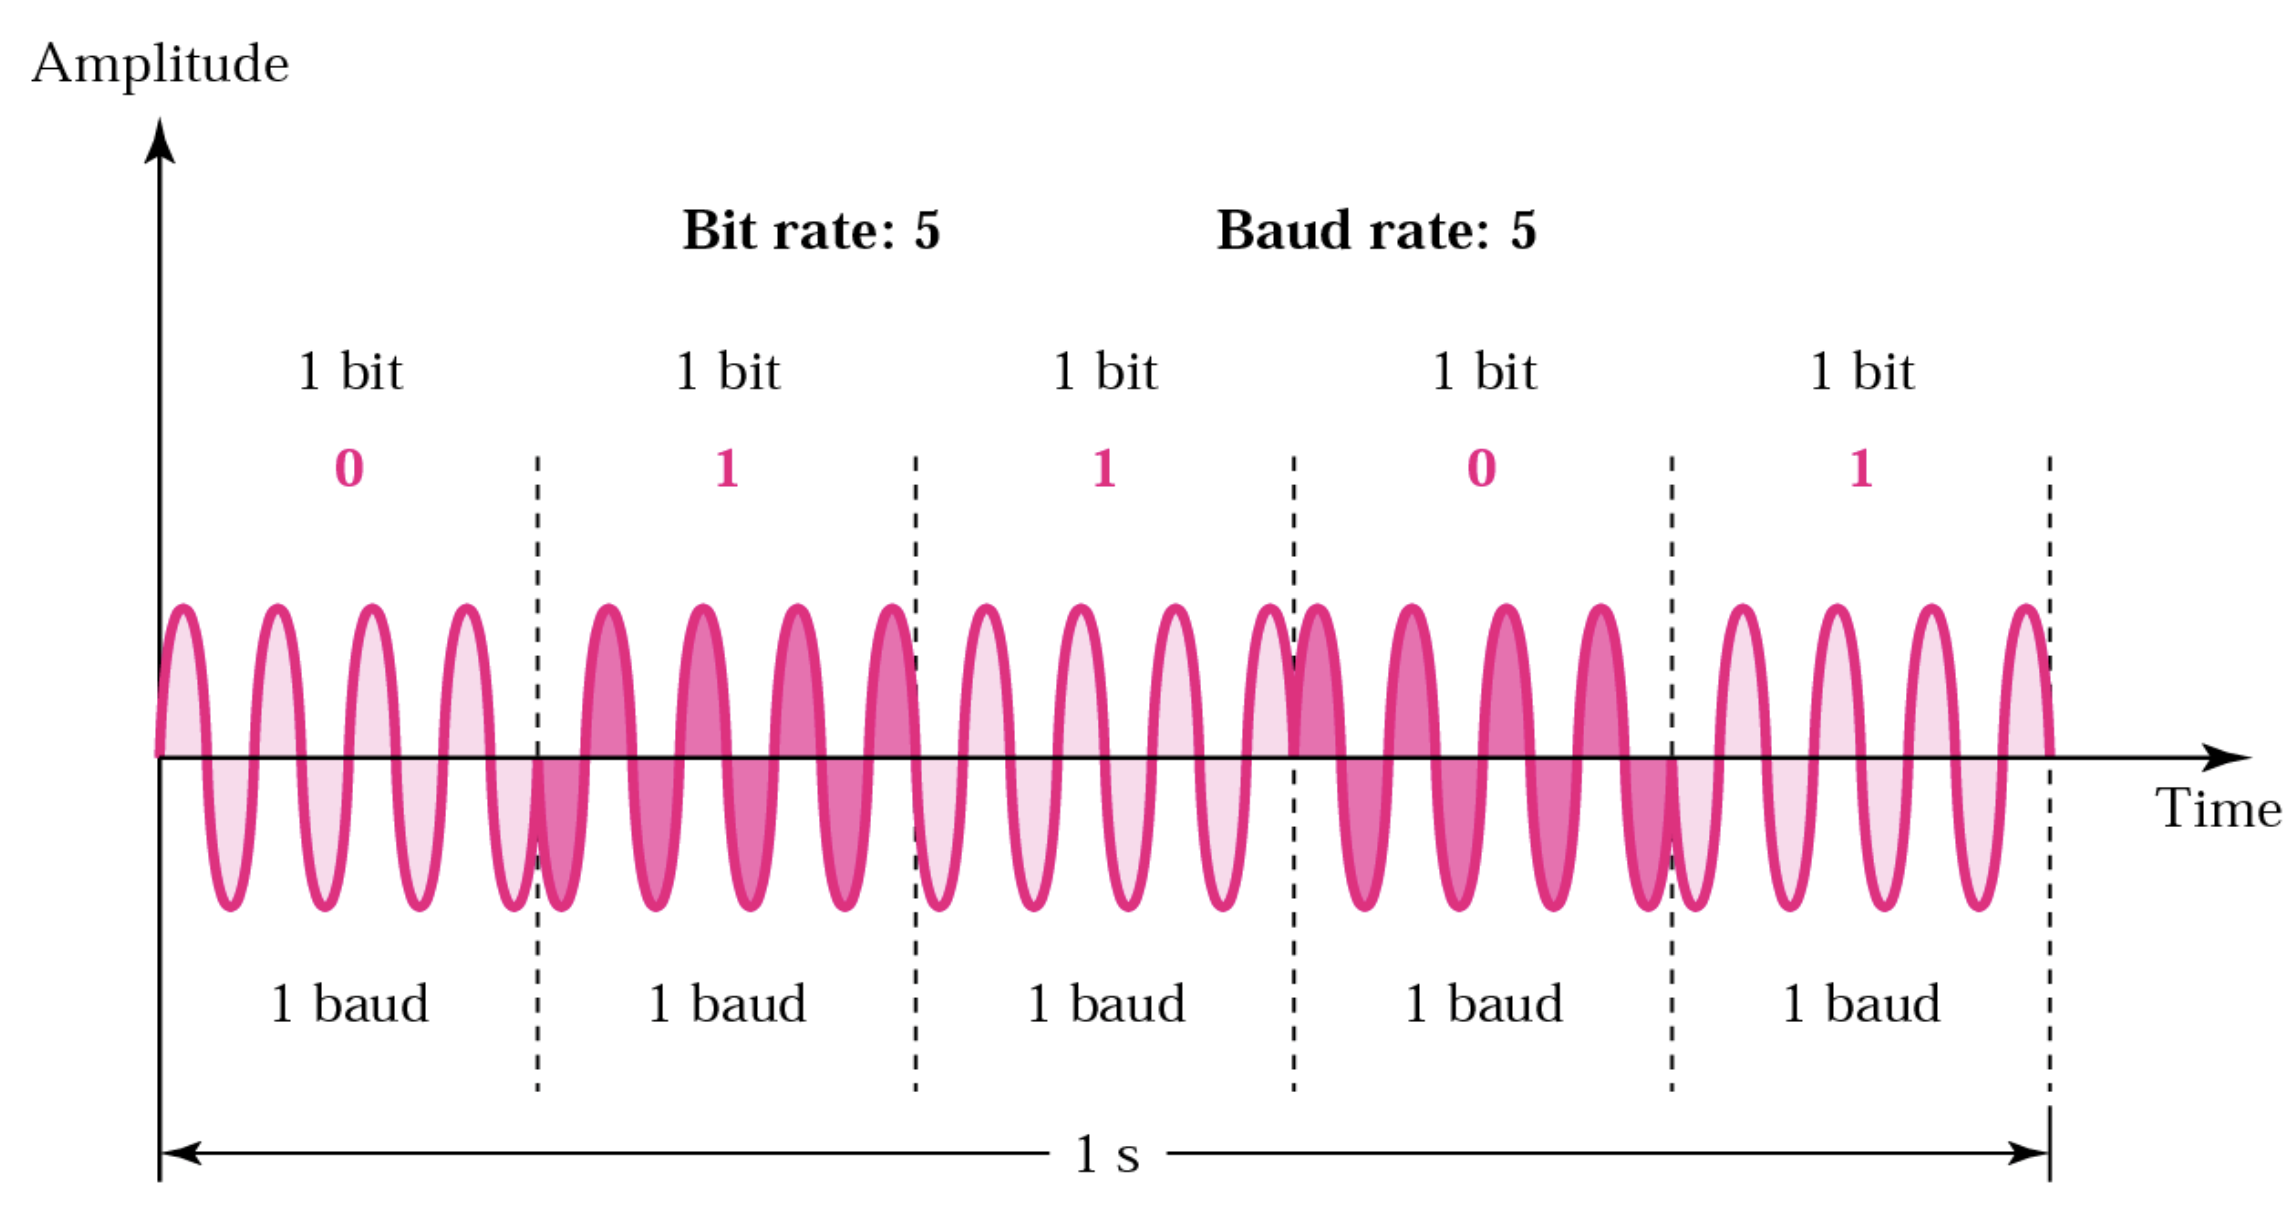 Amplitude
Bit rate: 5 Baud rate: 5
1 bit 1 bit 1 bit 1 bit 1 bit
0 1 1 0 1
Time
1 baud 1 baud 1 baud 1 baud 1 baud
1 s